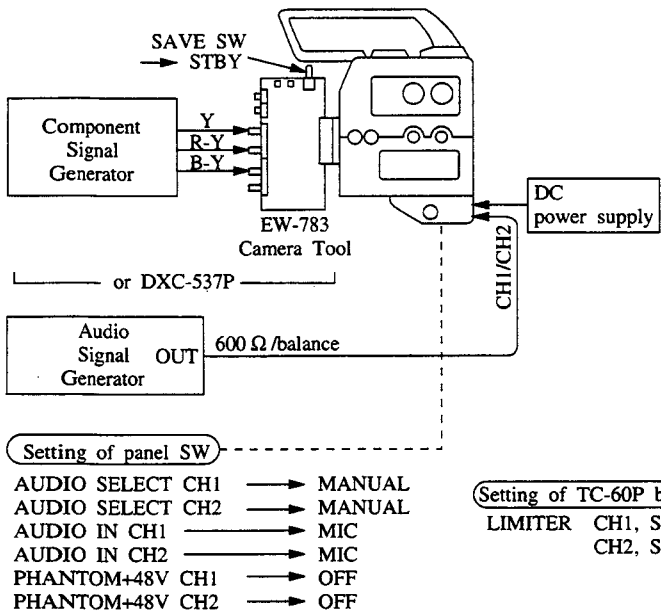 SAVE SW
→ STBY
Component
Signal
Generator
Y
R-Y
B-Y
EW-783
Camera Tool
DC
power supply
CH1/CH2
or DXC-537P
Audio
Signal
Generator
OUT
600 Ω /balance
Setting of panel SW
AUDIO SELECT CH1 → MANUAL
AUDIO SELECT CH2 → MANUAL
AUDIO IN CH1 → MIC
AUDIO IN CH2 → MIC
PHANTOM+48V CH1 → OFF
PHANTOM+48V CH2 → OFF
Setting of TC-60P b
LIMITER CH1, S
CH2, S